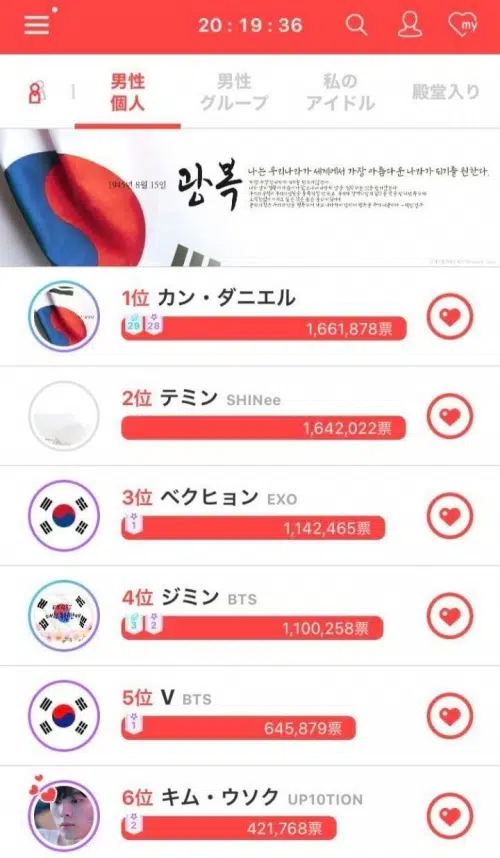 20 : 19 : 36
my
男性
個人
男性
グループ
私の
アイドル
殿堂入り
1945년 8월 15일
광복
나는 우리나라가 세계에서 가장 아름다운 나라가 되기를 원한다.
1位 カン・ダニエル
29 28
1,661,878票
2位 テミン SHINee
1,642,022票
3位 ベクヒョン EXO
1
1,142,465票
4位 ジミン BTS
3 2
1,100,258票
5位 V BTS
1
645,879票
6位 キム・ウソク UP10TION
2
421,768票